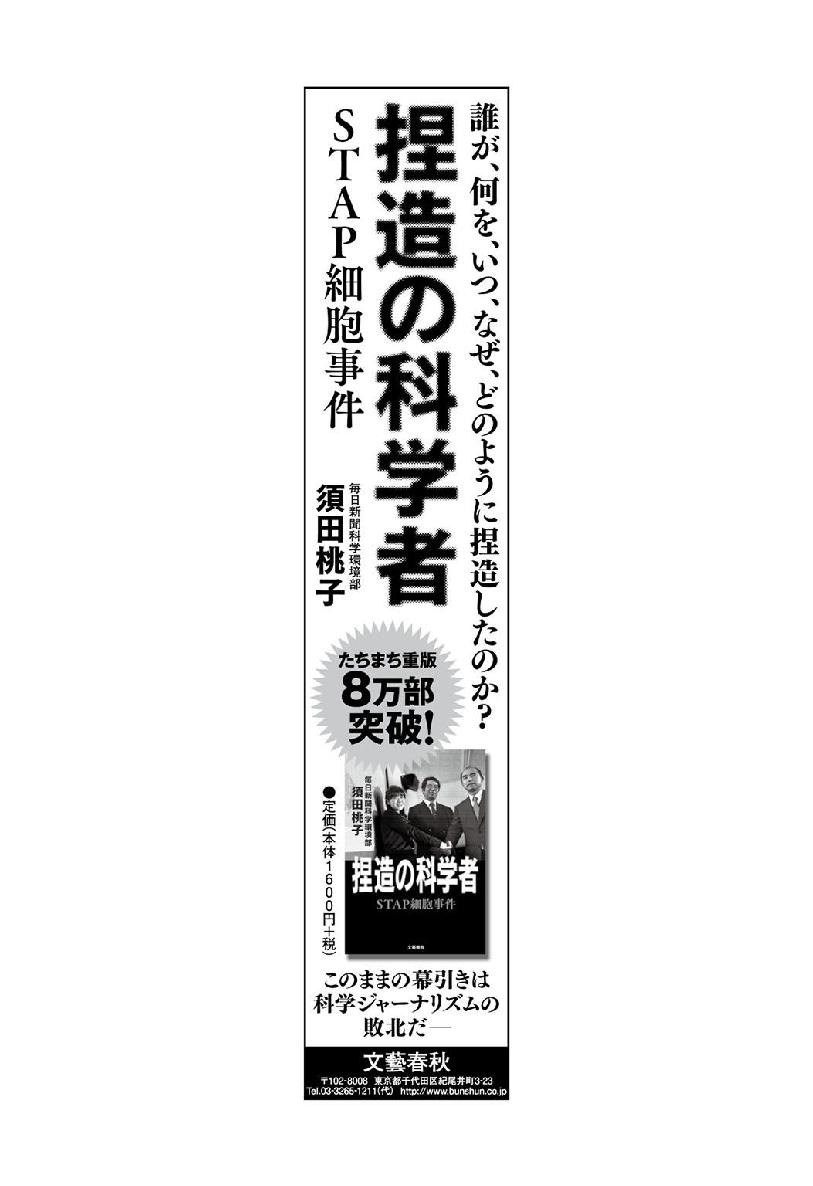 誰が、何を、いつ、なぜ、どのように捏造したのか？
捏造の科学者
STAP細胞事件
毎日新聞科学環境部
須田桃子
たちまち重版
8万部
突破！
毎日新聞科学環境部
須田桃子
捏造の科学者
STAP細胞事件
文藝春秋
●定価（本体1600円＋税）
このままの幕引きは
科学ジャーナリズムの
敗北だ―
文藝春秋
〒102-8008 東京都千代田区紀尾井町3-23
Tel.03-3265-1211(代) http://www.bunshun.co.jp